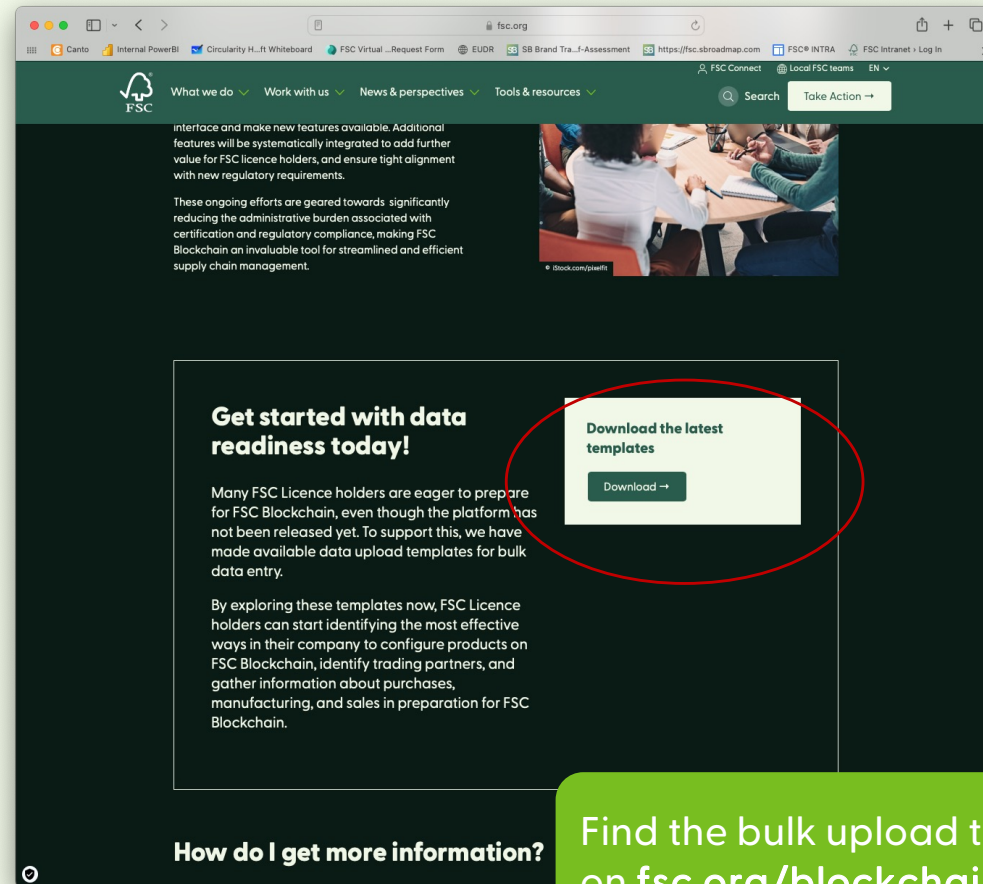 fsc.org
Canto Internal PowerBI Circularity H...ft Whiteboard FSC Virtual ...Request Form EUDR SB Brand Tra...f-Assessment https://fsc.sbroadmap.com FSC® INTRA FSC Intranet › Log In
FSC Connect Local FSC teams EN
FSC
What we do Work with us News & perspectives Tools & resources Search Take Action →
interface and make new features available. Additional
features will be systematically integrated to add further
value for FSC licence holders, and ensure tight alignment
with new regulatory requirements.
These ongoing efforts are geared towards significantly
reducing the administrative burden associated with
certification and regulatory compliance, making FSC
Blockchain an invaluable tool for streamlined and efficient
supply chain management.
© iStock.com/pixelfit
Get started with data
readiness today!
Many FSC Licence holders are eager to prepare
for FSC Blockchain, even though the platform has
not been released yet. To support this, we have
made available data upload templates for bulk
data entry.
By exploring these templates now, FSC Licence
holders can start identifying the most effective
ways in their company to configure products on
FSC Blockchain, identify trading partners, and
gather information about purchases,
manufacturing, and sales in preparation for FSC
Blockchain.
Download the latest
templates
Download →
How do I get more information?
Find the bulk upload t
on fsc.org/blockchai